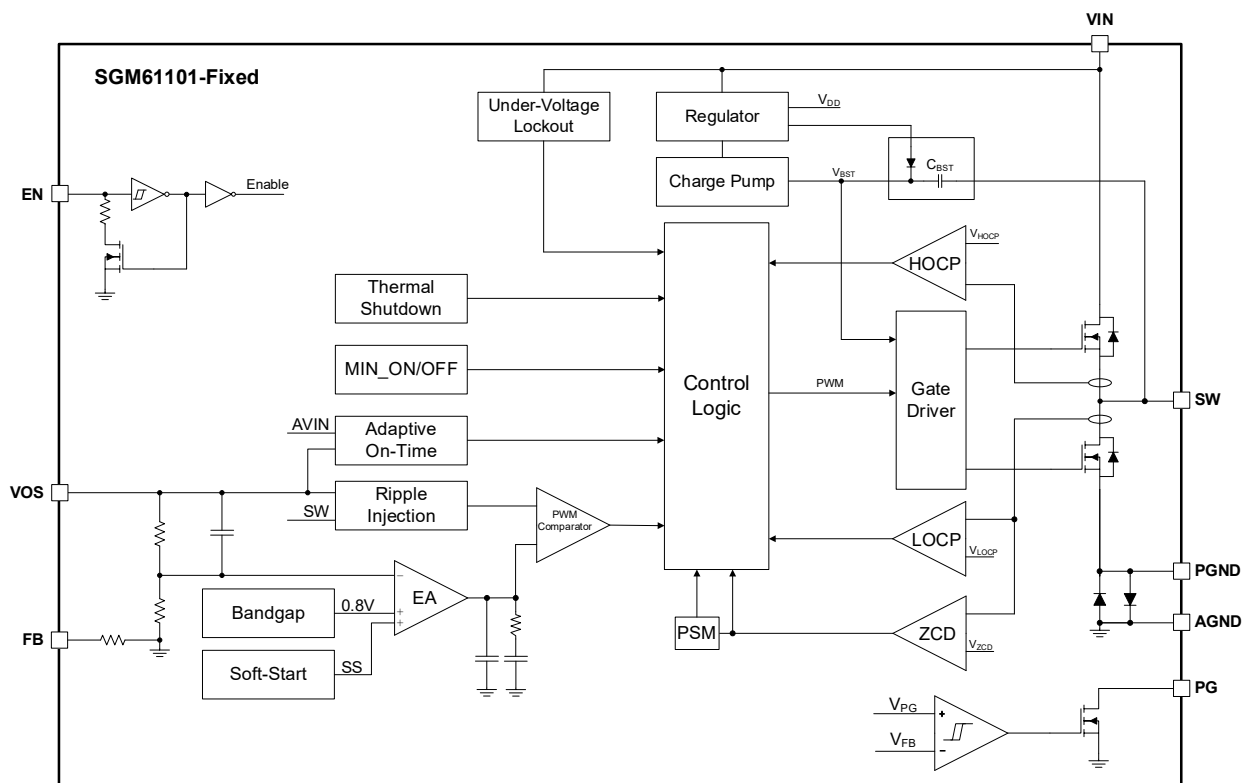 VIN
SGM61101-Fixed
Under-Voltage
Lockout
Regulator
VDD
Charge Pump
VBST
CBST
EN
Enable
VHOCP
HOCP
Thermal
Shutdown
MIN_ON/OFF
Control
Logic
PWM
Gate
Driver
SW
AVIN
Adaptive
On-Time
VOS
SW
Ripple
Injection
PWM
Comparator
LOCP
VLOCP
PGND
Bandgap
0.8V
−
+
+
EA
FB
Soft-Start
SS
PSM
ZCD
VZCD
AGND
PG
VPG
+
VFB
−